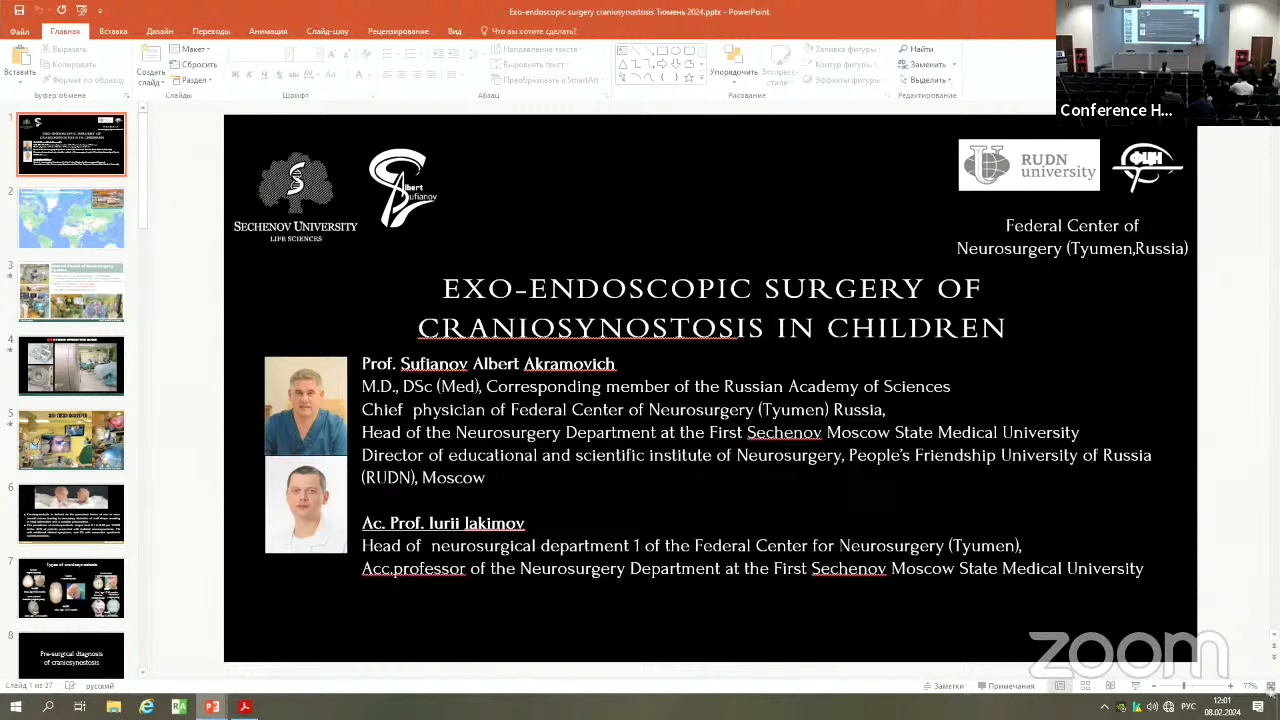 Exo-endoscopic surgery craniosynostosis Тюмень 2024.pptx - PowerPoint
Файл
Главная
Вставка
Дизайн
Переходы
Анимация
Слайд-шоу
Рецензирование
Вид
Что вы хотите сделать?
Вставить
Вырезать
Копировать
Формат по образцу
Буфер обмена
Создать слайд
Макет
Сбросить
Раздел
Слайды
Ж К Ч
Шрифт
Направление текста
Выровнять текст
Преобразовать в SmartArt
Абзац
Упорядочить
Экспресс-стили
Заливка фигуры
Контур фигуры
Эффекты фигуры
Рисование
Найти
Заменить
Выделить
Редактирование
Conference H...
SECHENOV UNIVERSITY
LIFE SCIENCES
Albert
Sufianov
RUDN
university
ФЦН
Federal Center of
Neurosurgery (Tyumen,Russia)
EXO-ENDOSCOPIC SURGERY OF
CRANIOSYNOSTOSIS IN CHILDREN
Prof. Sufianov Albert Akramovich
M.D., DSc (Med), Corresponding member of the Russian Academy of Sciences
Chief physician of Federal Center of Neurosurgery (Tyumen) Russia,
Head of the Neurosurgery Department at the First Sechenov Moscow State Medical University
Director of educational and scientific institute of Neurosurgery, People's Friendship University of Russia
(RUDN), Moscow
Ac. Prof. Iurii Jakimov
Head of neurosurgical department 1 of the Federal Center for Neurosurgery (Tyumen),
Acc.professor of the Neurosurgery Department at the First Sechenov Moscow State Medical University
2
8
Types of craniosynostosis
Pre-surgical diagnosis
of craniosynostosis
zoom
Слайд 1 из 37
русский
Заметки
Примечания
77%
12:01
08.02.2024